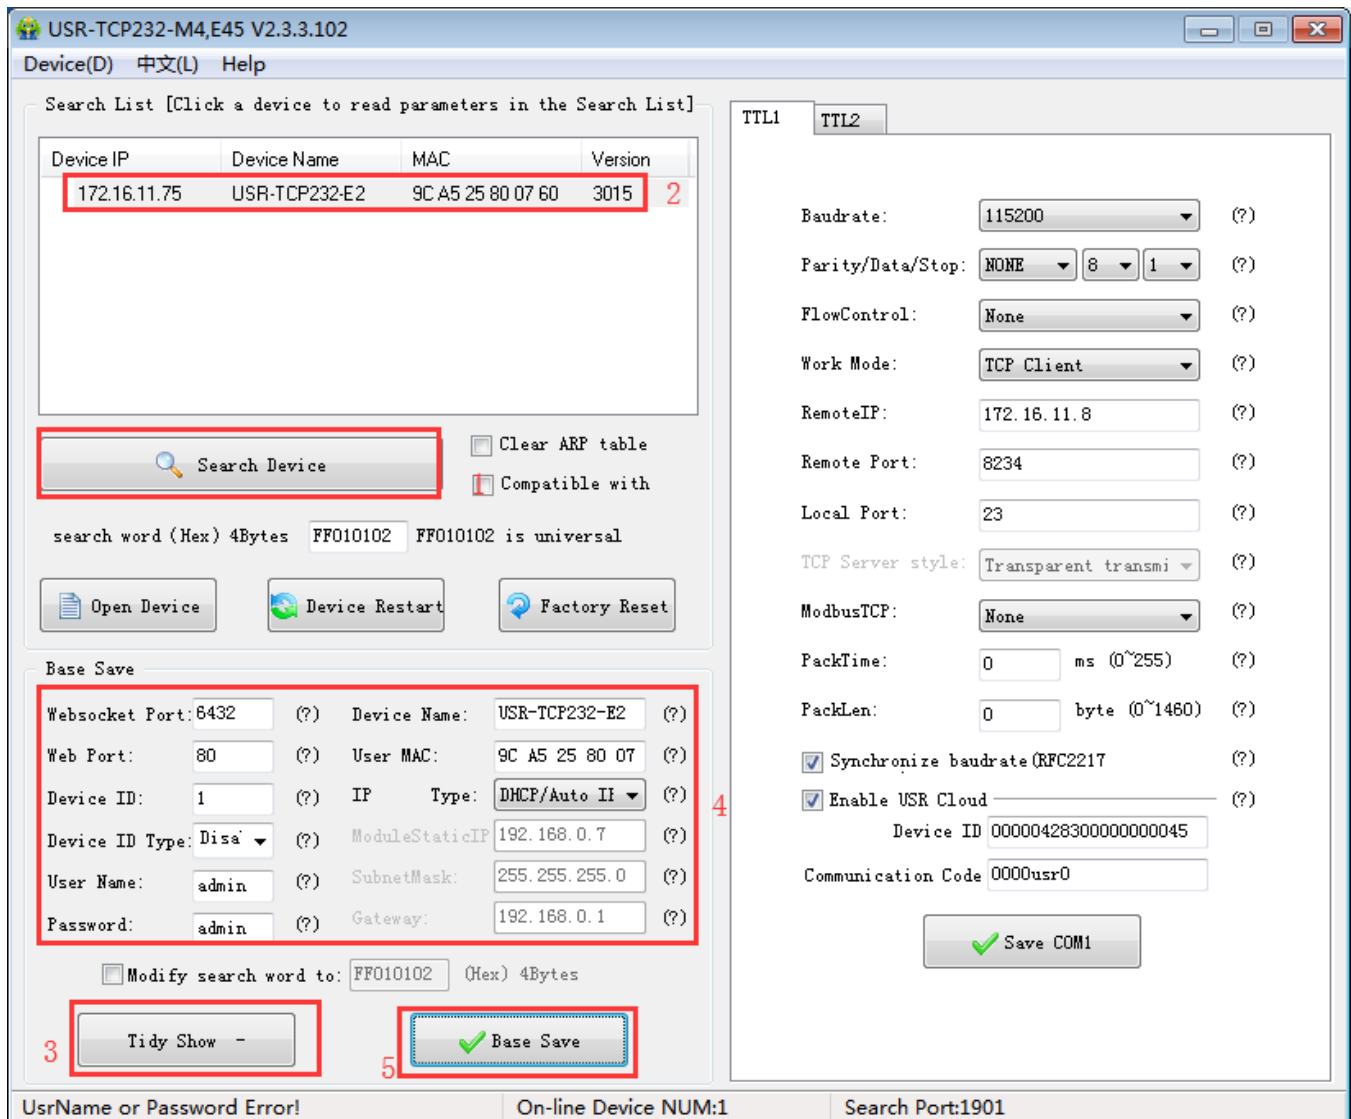 USR-TCP232-M4,E45 V2.3.3.102
Device(D) 中文(L) Help
Search List [Click a device to read parameters in the Search List]
Device IP Device Name MAC Version
172.16.11.75 USR-TCP232-E2 9C A5 25 80 07 60 3015 2
Search Device
Clear ARP table
1 Compatible with
search word (Hex) 4Bytes FF010102 FF010102 is universal
Open Device Device Restart Factory Reset
Base Save
Websocket Port: 6432 (?) Device Name: USR-TCP232-E2 (?)
Web Port: 80 (?) User MAC: 9C A5 25 80 07 (?)
Device ID: 1 (?) IP Type: DHCP/Auto II (?) 4
Device ID Type: Disa (?) ModuleStaticIP 192.168.0.7 (?)
User Name: admin (?) SubnetMask: 255.255.255.0 (?)
Password: admin (?) Gateway: 192.168.0.1 (?)
Modify search word to: FF010102 (Hex) 4Bytes
3 Tidy Show -
5 Base Save
TTL1 TTL2
Baudrate: 115200 (?)
Parity/Data/Stop: NONE 8 1 (?)
FlowControl: None (?)
Work Mode: TCP Client (?)
RemoteIP: 172.16.11.8 (?)
Remote Port: 8234 (?)
Local Port: 23 (?)
TCP Server style: Transparent transmi (?)
ModbusTCP: None (?)
PackTime: 0 ms (0~255) (?)
PackLen: 0 byte (0~1460) (?)
Synchronize baudrate(RFC2217 (?)
Enable USR Cloud (?)
Device ID 00000428300000000045
Communication Code 0000usr0
Save COM1
UsrName or Password Error! On-line Device NUM:1 Search Port:1901